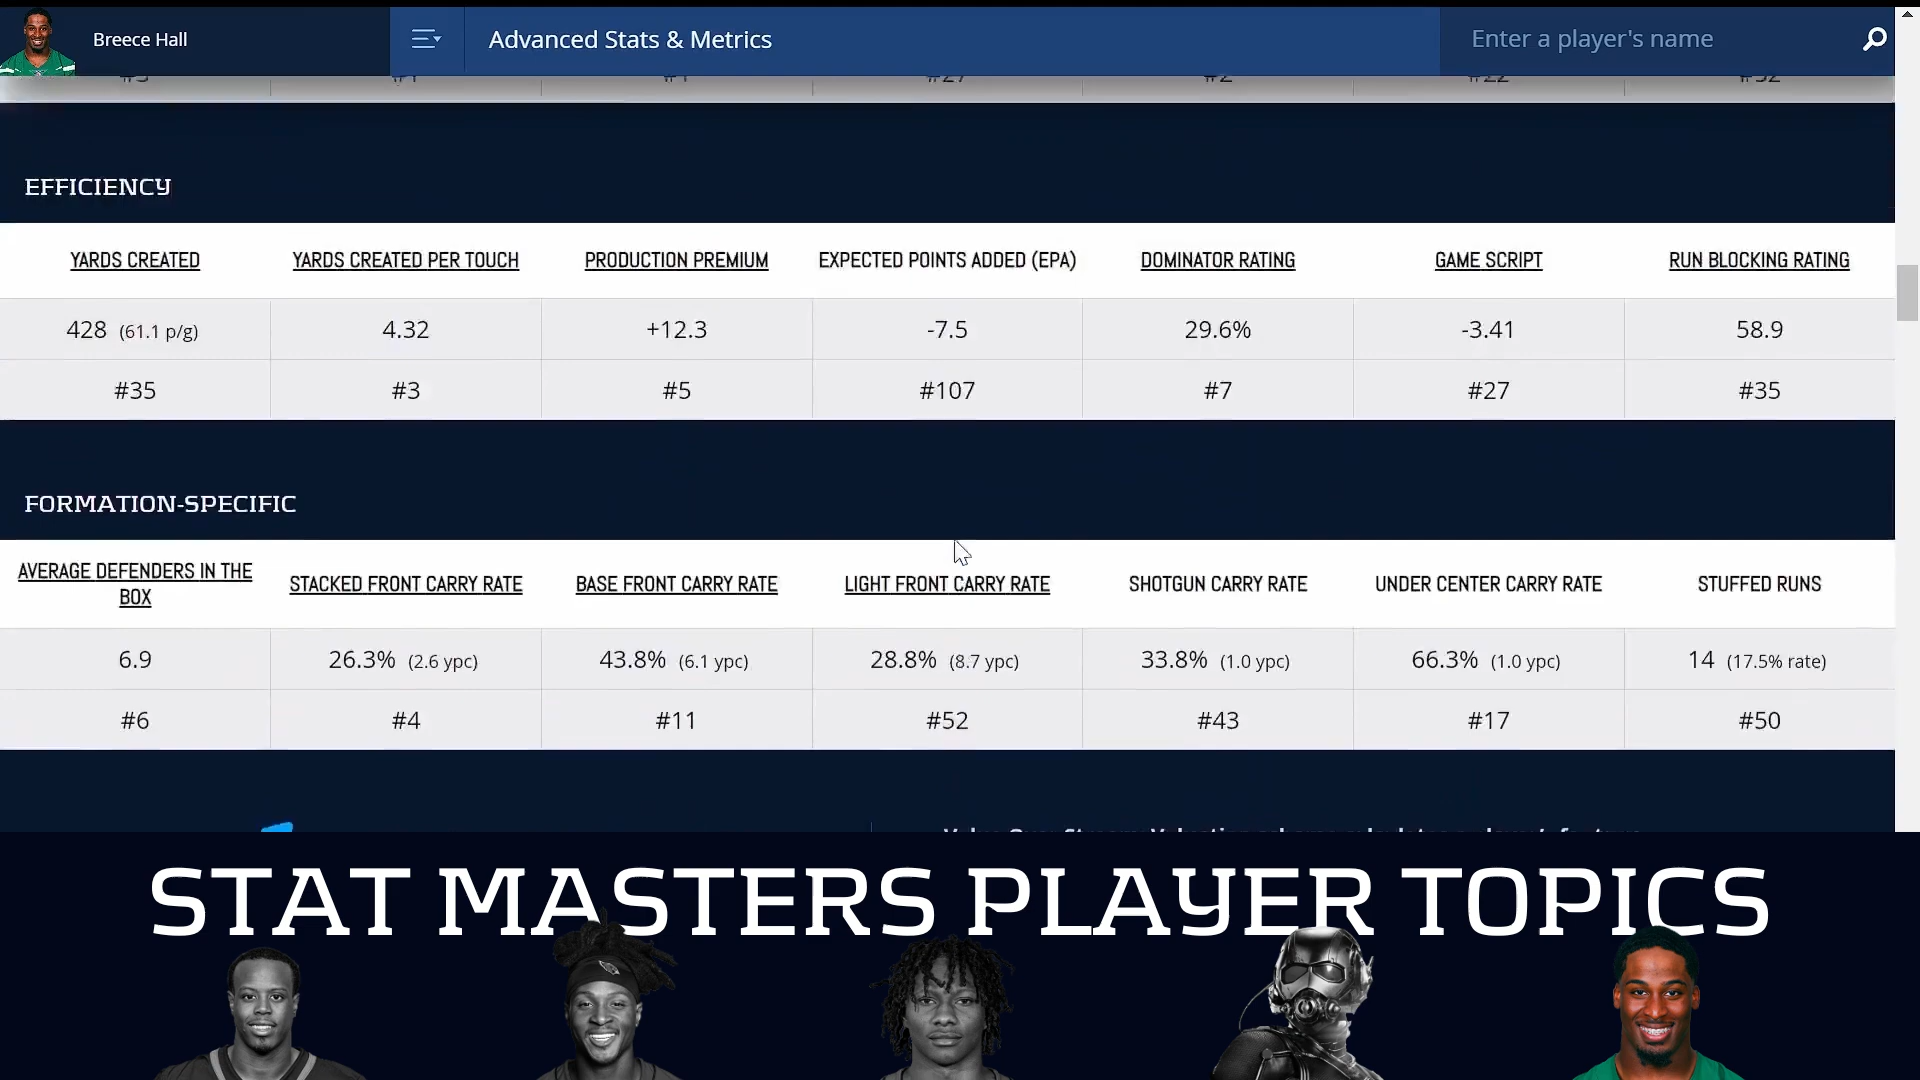 Breece Hall
Advanced Stats & Metrics
Enter a player's name
EFFICIENCY
YARDS CREATED YARDS CREATED PER TOUCH PRODUCTION PREMIUM EXPECTED POINTS ADDED (EPA) DOMINATOR RATING GAME SCRIPT RUN BLOCKING RATING
428 (61.1 p/g) 4.32 +12.3 -7.5 29.6% -3.41 58.9
#35 #3 #5 #107 #7 #27 #35
FORMATION-SPECIFIC
AVERAGE DEFENDERS IN THE
BOX
STACKED FRONT CARRY RATE BASE FRONT CARRY RATE LIGHT FRONT CARRY RATE SHOTGUN CARRY RATE UNDER CENTER CARRY RATE STUFFED RUNS
6.9 26.3% (2.6 ypc) 43.8% (6.1 ypc) 28.8% (8.7 ypc) 33.8% (1.0 ypc) 66.3% (1.0 ypc) 14 (17.5% rate)
#6 #4 #11 #52 #43 #17 #50
STAT MASTERS PLAYER TOPICS